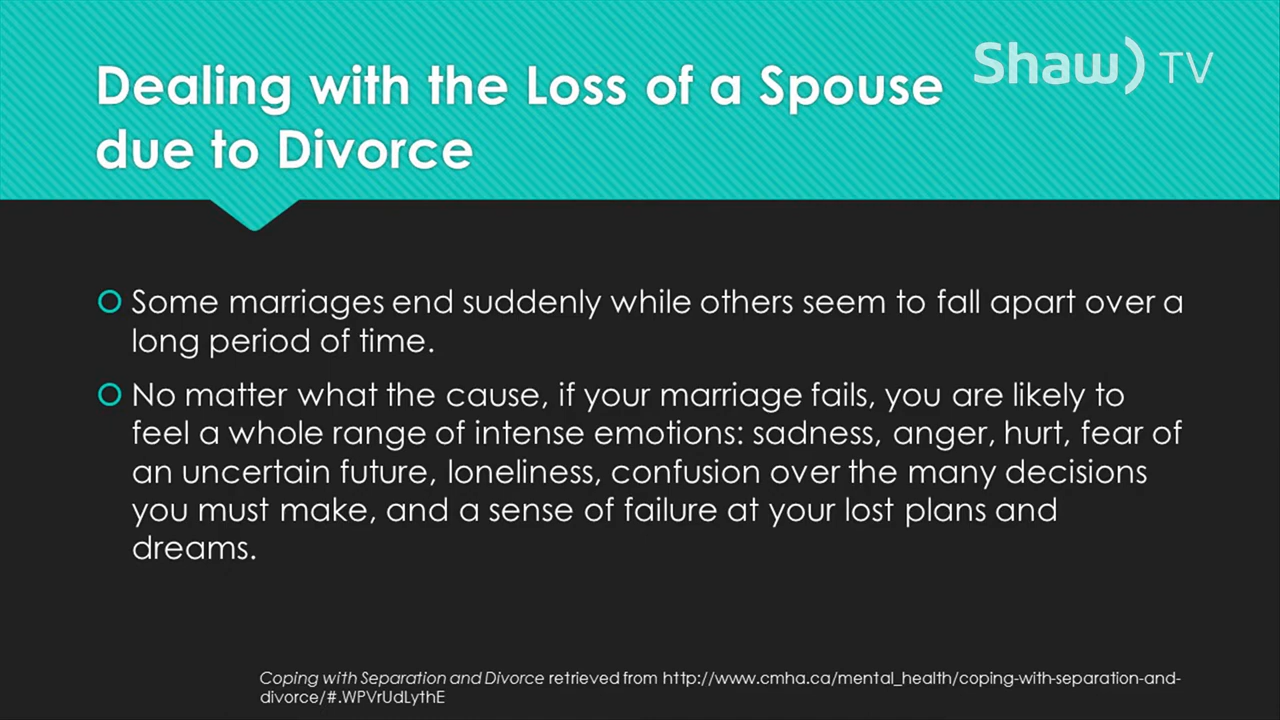 Dealing with the Loss of a Spouse
due to Divorce
Shaw) TV
Some marriages end suddenly while others seem to fall apart over a
long period of time.
No matter what the cause, if your marriage fails, you are likely to
feel a whole range of intense emotions: sadness, anger, hurt, fear of
an uncertain future, loneliness, confusion over the many decisions
you must make, and a sense of failure at your lost plans and
dreams.
Coping with Separation and Divorce retrieved from http://www.cmha.ca/mental_health/coping-with-separation-and-
divorce/#.WPVrUdLythE